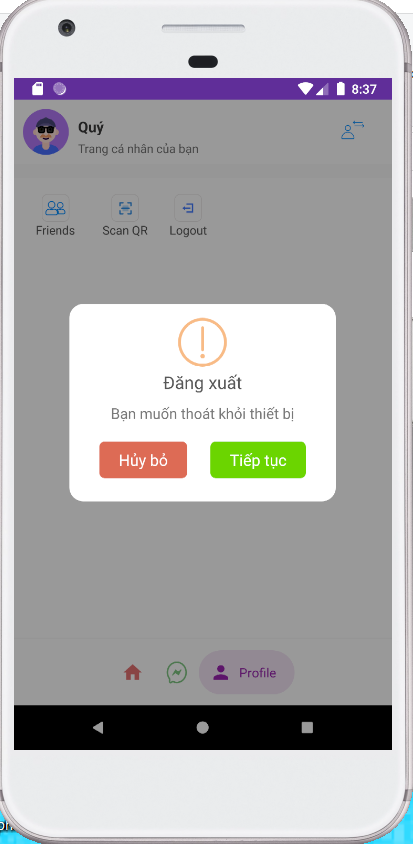 8:37
Quý
Trang cá nhân của bạn
Friends Scan QR Logout
Đăng xuất
Bạn muốn thoát khỏi thiết bị
Hủy bỏ Tiếp tục
Profile